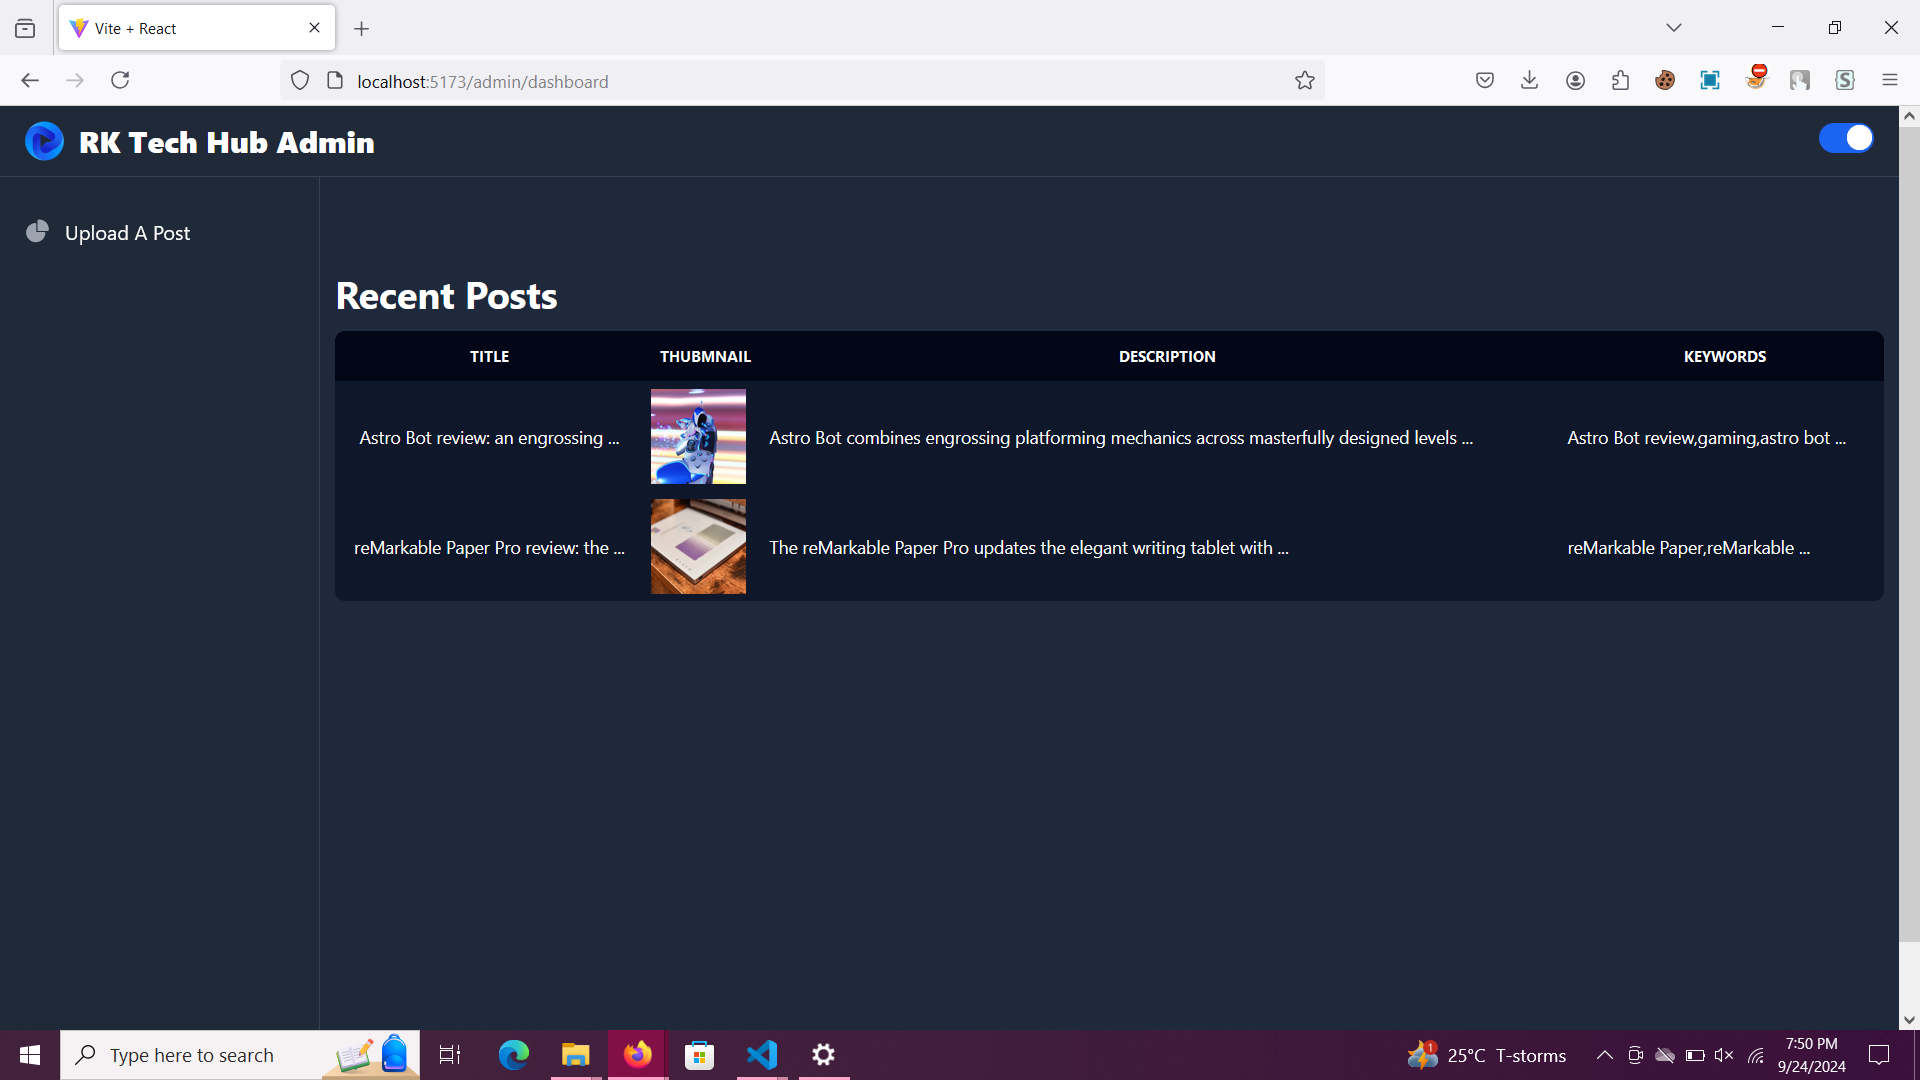 Vite + React
localhost:5173/admin/dashboard
RK Tech Hub Admin
Upload A Post
Recent Posts
TITLE THUBMNAIL DESCRIPTION KEYWORDS
Astro Bot review: an engrossing ... Astro Bot combines engrossing platforming mechanics across masterfully designed levels ... Astro Bot review,gaming,astro bot ...
reMarkable Paper Pro review: the ... The reMarkable Paper Pro updates the elegant writing tablet with ... reMarkable Paper,reMarkable ...
Type here to search
1
25°C T-storms
7:50 PM
9/24/2024